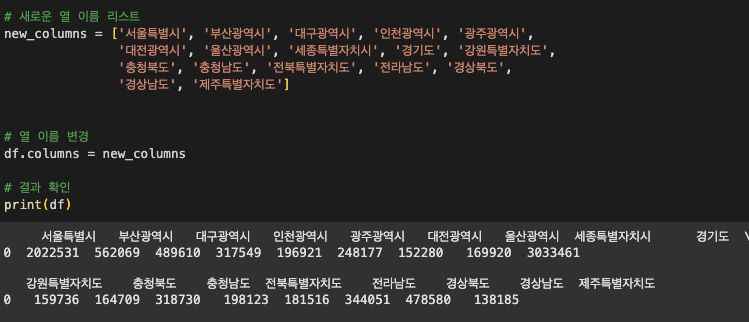 # 새로운 열 이름 리스트
new_columns = ['서울특별시', '부산광역시', '대구광역시', '인천광역시', '광주광역시',
'대전광역시', '울산광역시', '세종특별자치시', '경기도', '강원특별자치도',
'충청북도', '충청남도', '전북특별자치도', '전라남도', '경상북도',
'경상남도', '제주특별자치도']
# 열 이름 변경
df.columns = new_columns
# 결과 확인
print(df)
서울특별시 부산광역시 대구광역시 인천광역시 광주광역시 대전광역시 울산광역시 세종특별자치시 경기도 \
0 2022531 562069 489610 317549 196921 248177 152280 169920 3033461
강원특별자치도 충청북도 충청남도 전북특별자치도 전라남도 경상북도 경상남도 제주특별자치도
0 159736 164709 318730 198123 181516 344051 478580 138185